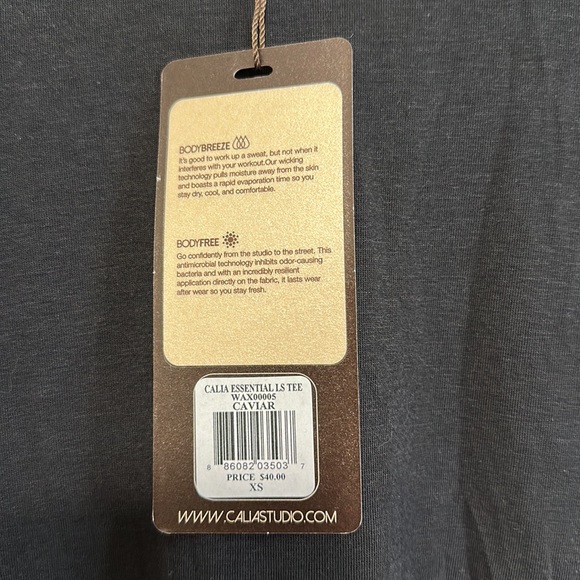 BODYBREEZE
It's good to work up a sweat, but not when it
interferes with your workout.Our wicking
technology pulls moisture away from the skin
and boasts a rapid evaporation time so you
stay dry, cool, and comfortable.
BODYFREE
Go confidently from the studio to the street. This
antimicrobial technology inhibits odor-causing
bacteria and with an incredibly resilient
application directly on the fabric, it lasts wear
after wear so you stay fresh.
CALIA ESSENTIAL LS TEE
WAX00005
CAVIAR
8 86082 03503 7
PRICE $40.00
XS
WWW.CALIASTUDIO.COM